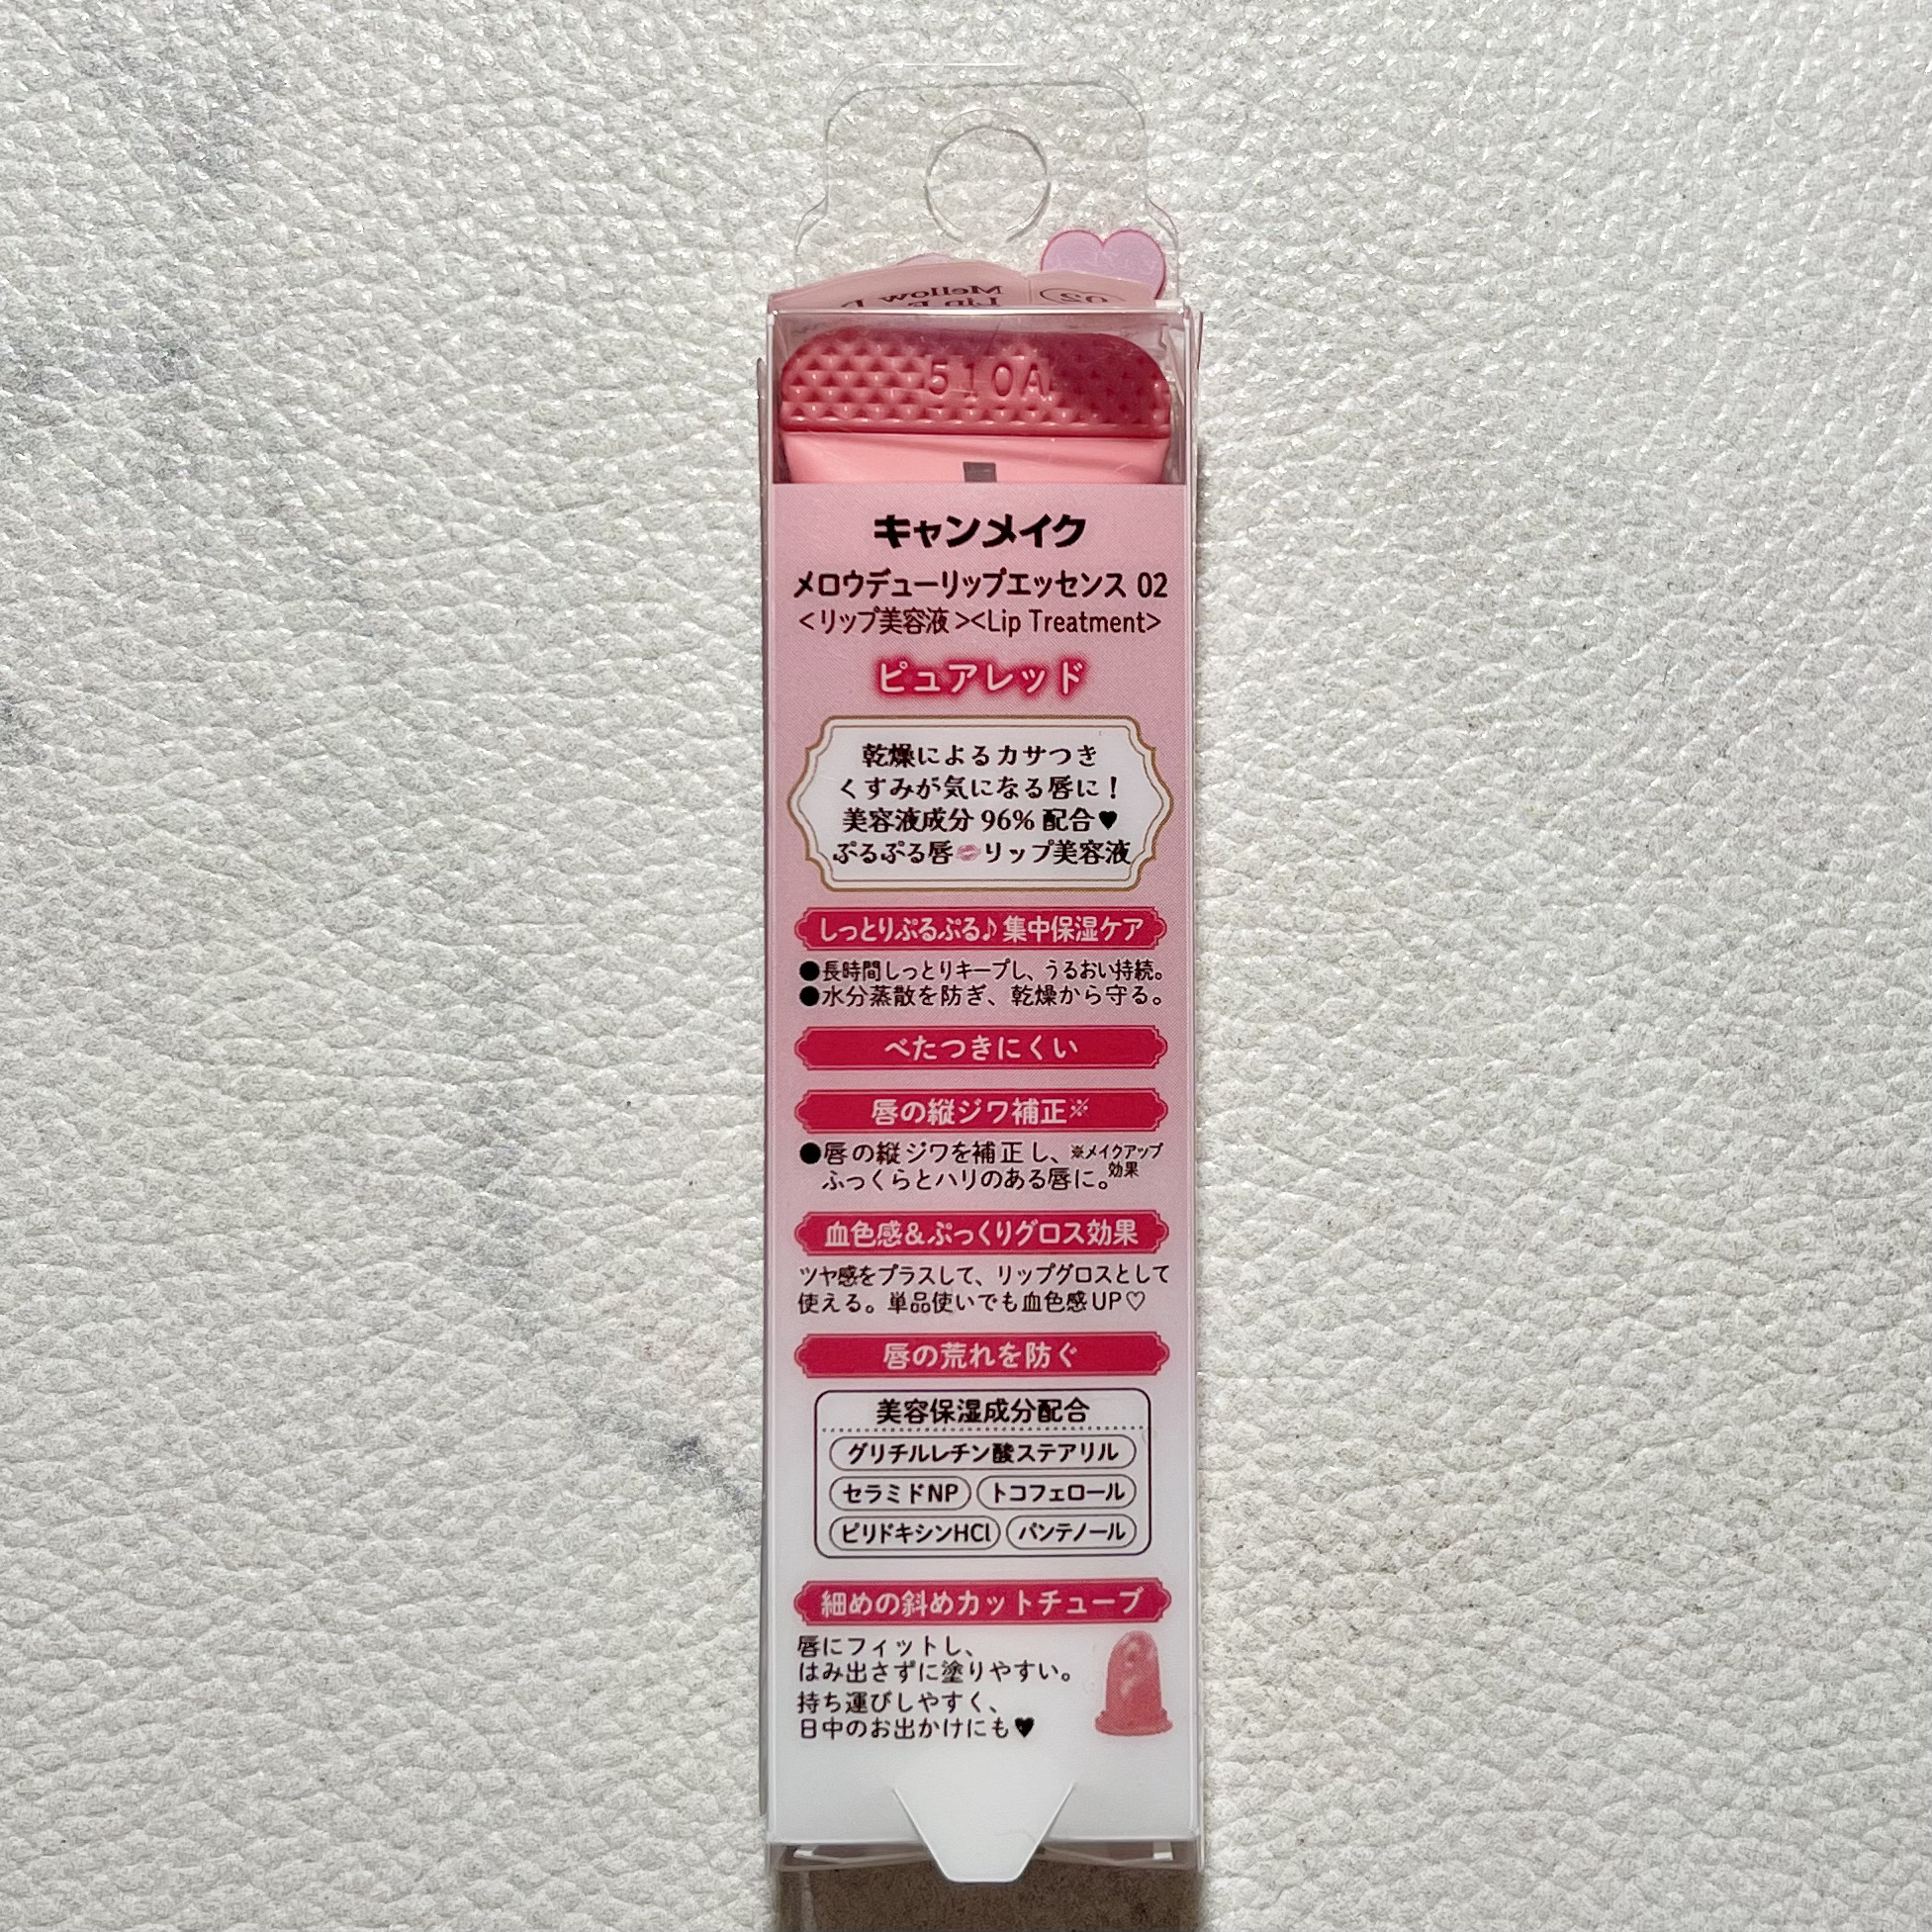 Mellow
Lip
02
510A
キャンメイク
メロウデューリップエッセンス 02
<リップ美容液><Lip Treatment>
ピュアレッド
乾燥によるカサつき
くすみが気になる唇に！
美容液成分 96% 配合♥
ぷるぷる唇💋リップ美容液
しっとりぷるぷる♪集中保湿ケア
●長時間しっとりキープし、うるおい持続。
●水分蒸散を防ぎ、乾燥から守る。
べたつきにくい
唇の縦ジワ補正※
●唇の縦ジワを補正し、
ふっくらとハリのある唇に。
※メイクアップ
効果
血色感＆ぷっくりグロス効果
ツヤ感をプラスして、リップグロスとして
使える。単品使いでも血色感UP♡
唇の荒れを防ぐ
美容保湿成分配合
グリチルレチン酸ステアリル
セラミドNP トコフェロール
ピリドキシンHCl パンテノール
細めの斜めカットチューブ
唇にフィットし、
はみ出さずに塗りやすい。
持ち運びしやすく、
日中のお出かけにも♥